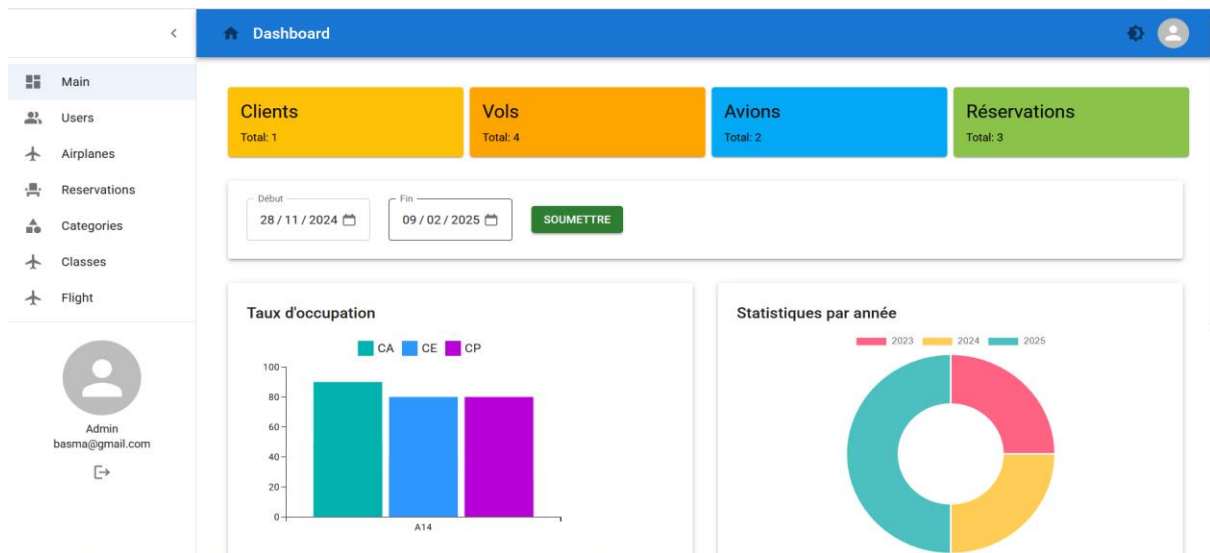 Dashboard
Main
Users
Airplanes
Reservations
Categories
Classes
Flight
Admin
basma@gmail.com
Clients
Total: 1
Vols
Total: 4
Avions
Total: 2
Réservations
Total: 3
Début
28 / 11 / 2024
Fin
09 / 02 / 2025
SOUMETTRE
Taux d'occupation
CA CE CP
100
80
60
40
20
0
A14
Statistiques par année
2023 2024 2025